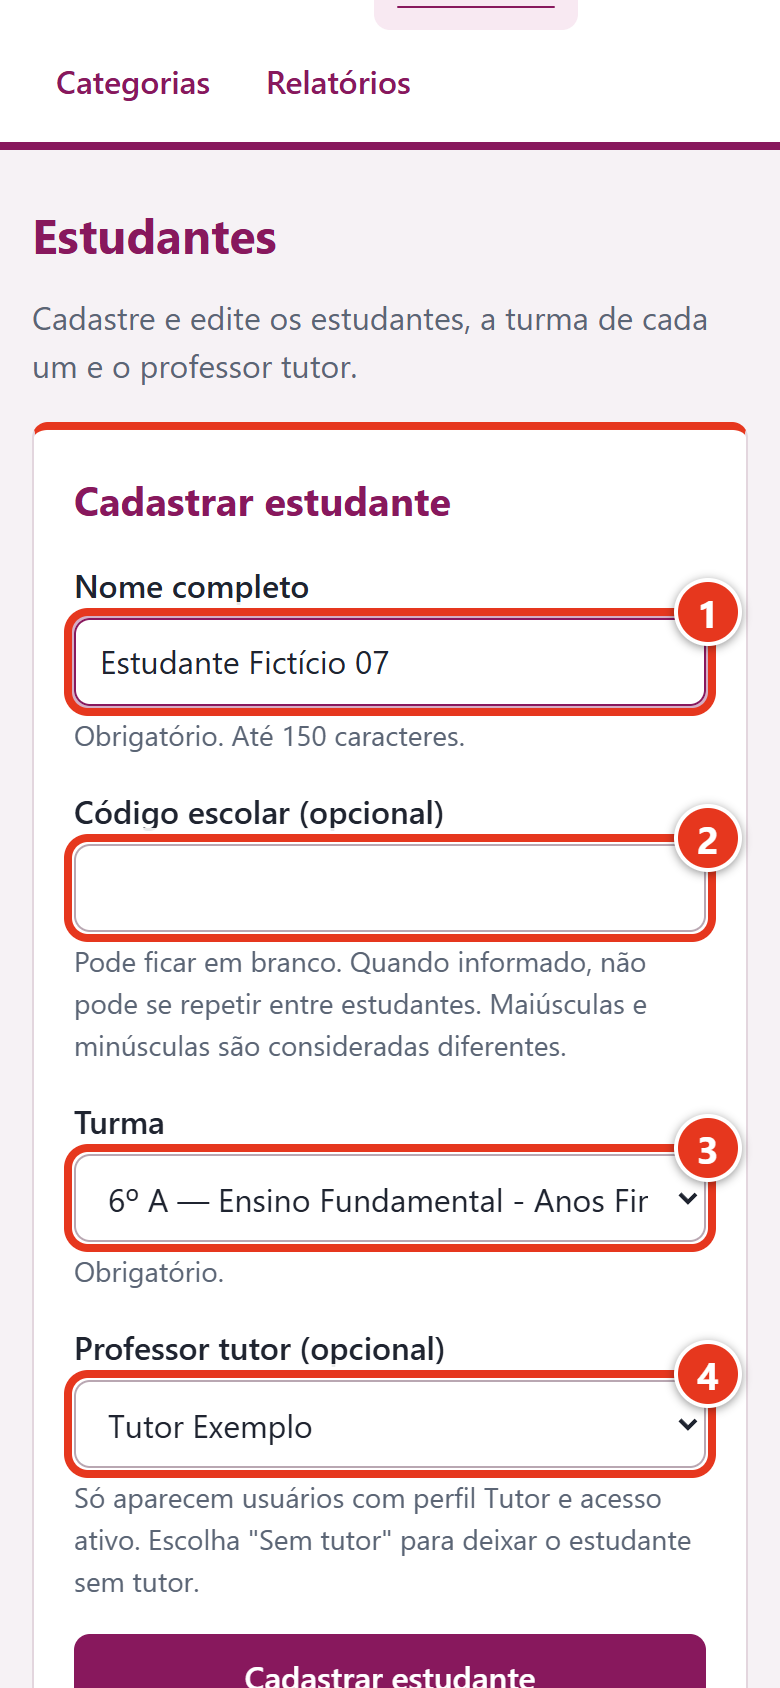 Categorias Relatórios
Estudantes
Cadastre e edite os estudantes, a turma de cada
um e o professor tutor.
Cadastrar estudante
Nome completo
1
Estudante Fictício 07
Obrigatório. Até 150 caracteres.
Código escolar (opcional)
2
Pode ficar em branco. Quando informado, não
pode se repetir entre estudantes. Maiúsculas e
minúsculas são consideradas diferentes.
Turma
3
6º A — Ensino Fundamental - Anos Fir
Obrigatório.
Professor tutor (opcional)
4
Tutor Exemplo
Só aparecem usuários com perfil Tutor e acesso
ativo. Escolha "Sem tutor" para deixar o estudante
sem tutor.
Cadastrar estudante